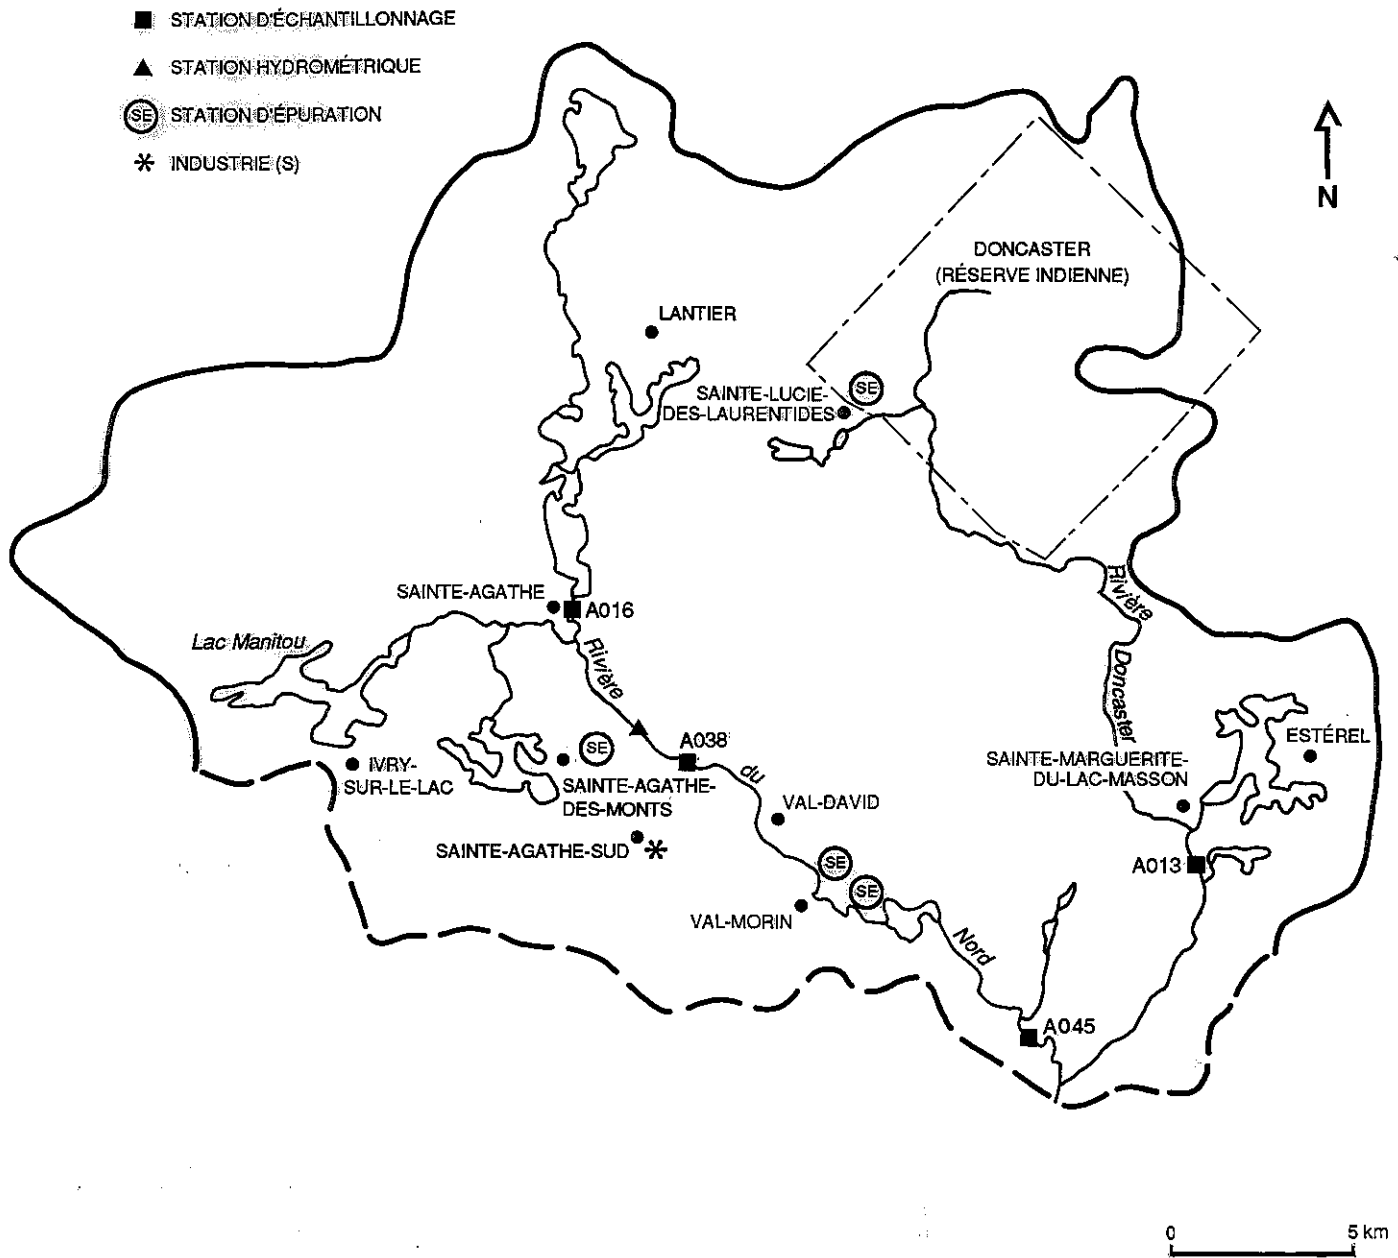 STATION D'ÉCHANTILLONNAGE
STATION HYDROMÉTRIQUE
SE STATION D'ÉPURATION
INDUSTRIE (S)
N
DONCASTER
(RÉSERVE INDIENNE)
LANTIER
SE
SAINTE-LUCIE-
DES-LAURENTIDES
SAINTE-AGATHE
A016
Rivière
Doncaster
Lac Manitou
Rivière
du
Nord
A038
SE
ESTÉREL
SAINTE-MARGUERITE-
DU-LAC-MASSON
IVRY-
SUR-LE-LAC
SAINTE-AGATHE-
DES-MONTS
VAL-DAVID
SAINTE-AGATHE-SUD
SE
SE
A013
VAL-MORIN
A045
0 5 km